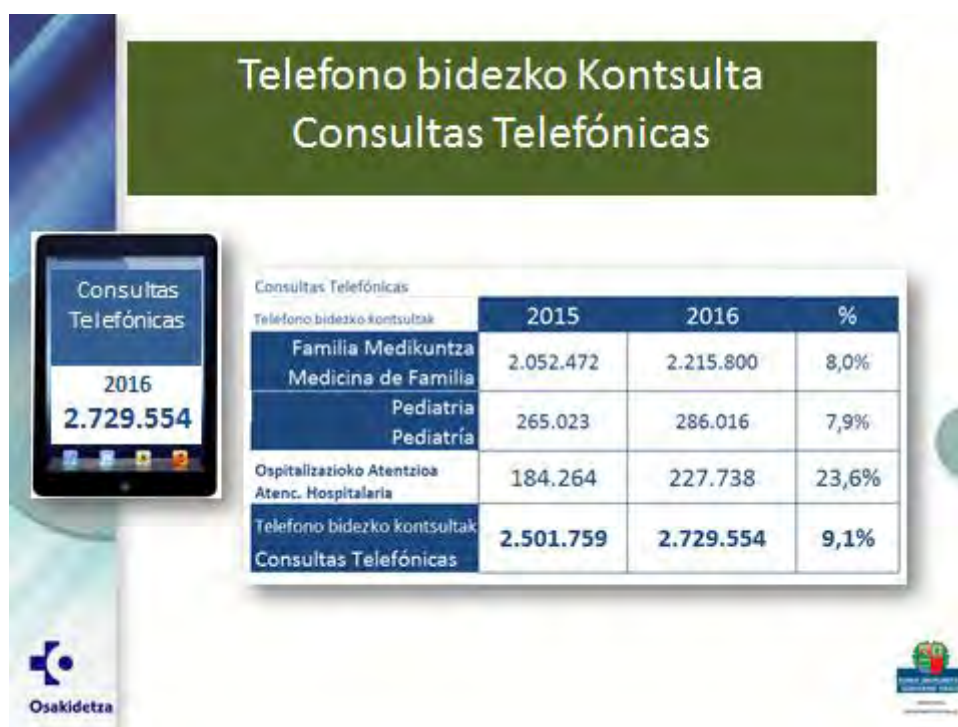 Telefono bidezko Kontsulta
Consultas Telefónicas
Consultas
Telefónicas
2016
2.729.554
Consultas Telefónicas
Telefono bidezko kontsultak 2015 2016 %
Familia Medikuntza
Medicina de Familia 2.052.472 2.215.800 8,0%
Pediatria
Pediatría 265.023 286.016 7,9%
Ospitalizazioko Atentzioa
Atenc. Hospitalaria 184.264 227.738 23,6%
Telefono bidezko kontsultak
Consultas Telefónicas 2.501.759 2.729.554 9,1%
Osakidetza